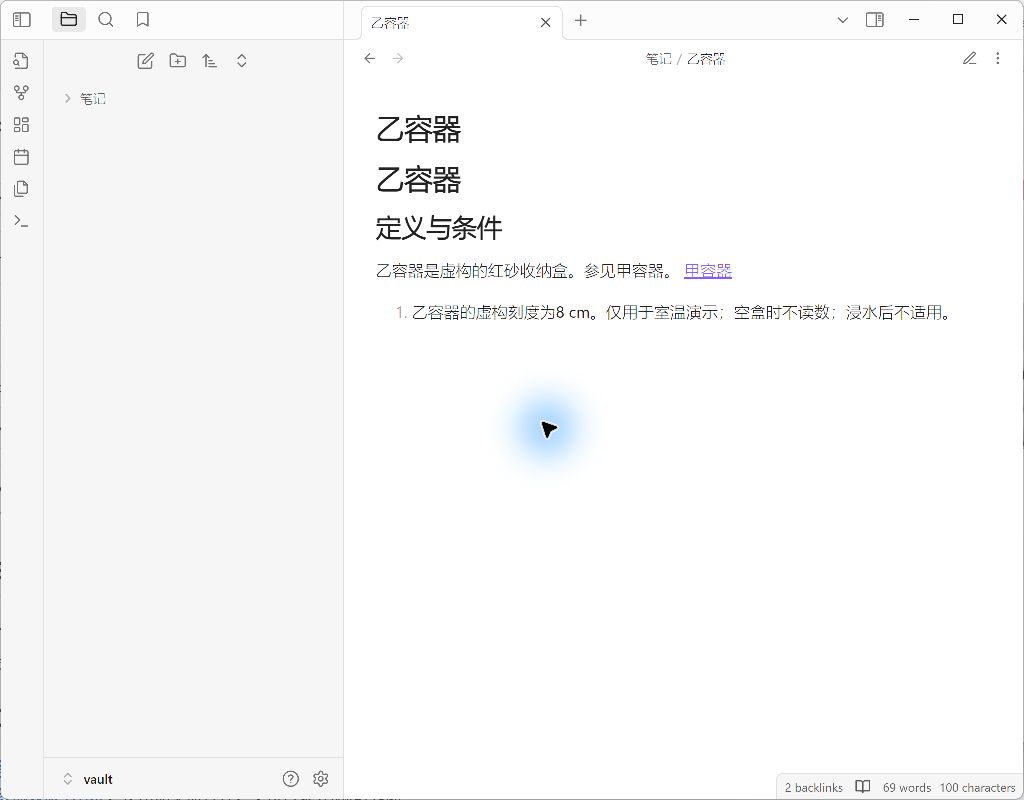 乙容器
笔记 / 乙容器
笔记
乙容器
乙容器
定义与条件
乙容器是虚构的红砂收纳盒。参见甲容器。 甲容器
1. 乙容器的虚构刻度为8 cm。仅用于室温演示；空盒时不读数；浸水后不适用。
vault
2 backlinks 69 words 100 characters